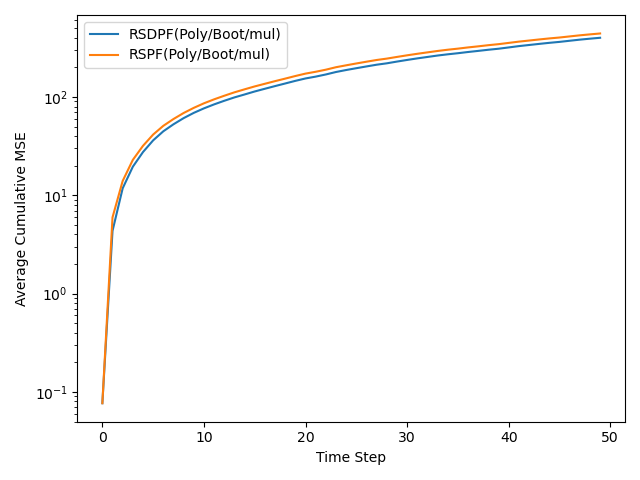 RSDPF(Poly/Boot/mul)
RSPF(Poly/Boot/mul)
Average Cumulative MSE
10²
10¹
10⁰
10⁻¹
0 10 20 30 40 50
Time Step